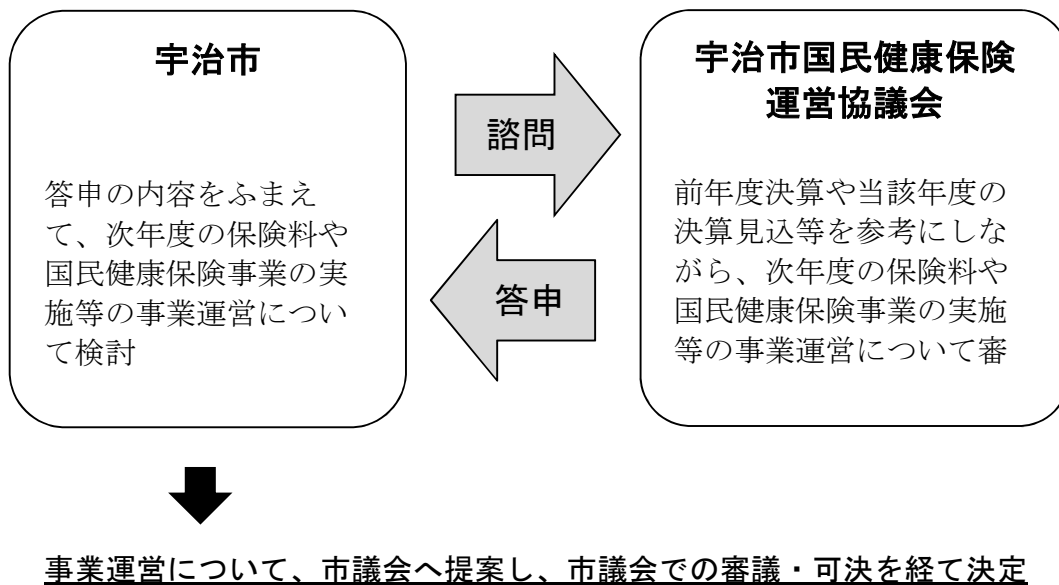 宇治市
答申の内容をふまえ
て、次年度の保険料や
国民健康保険事業の実
施等の事業運営につい
て検討
諮問
答申
宇治市国民健康保険
運営協議会
前年度決算や当該年度の
決算見込等を参考にしな
がら、次年度の保険料や
国民健康保険事業の実施
等の事業運営について審
事業運営について、市議会へ提案し、市議会での審議・可決を経て決定